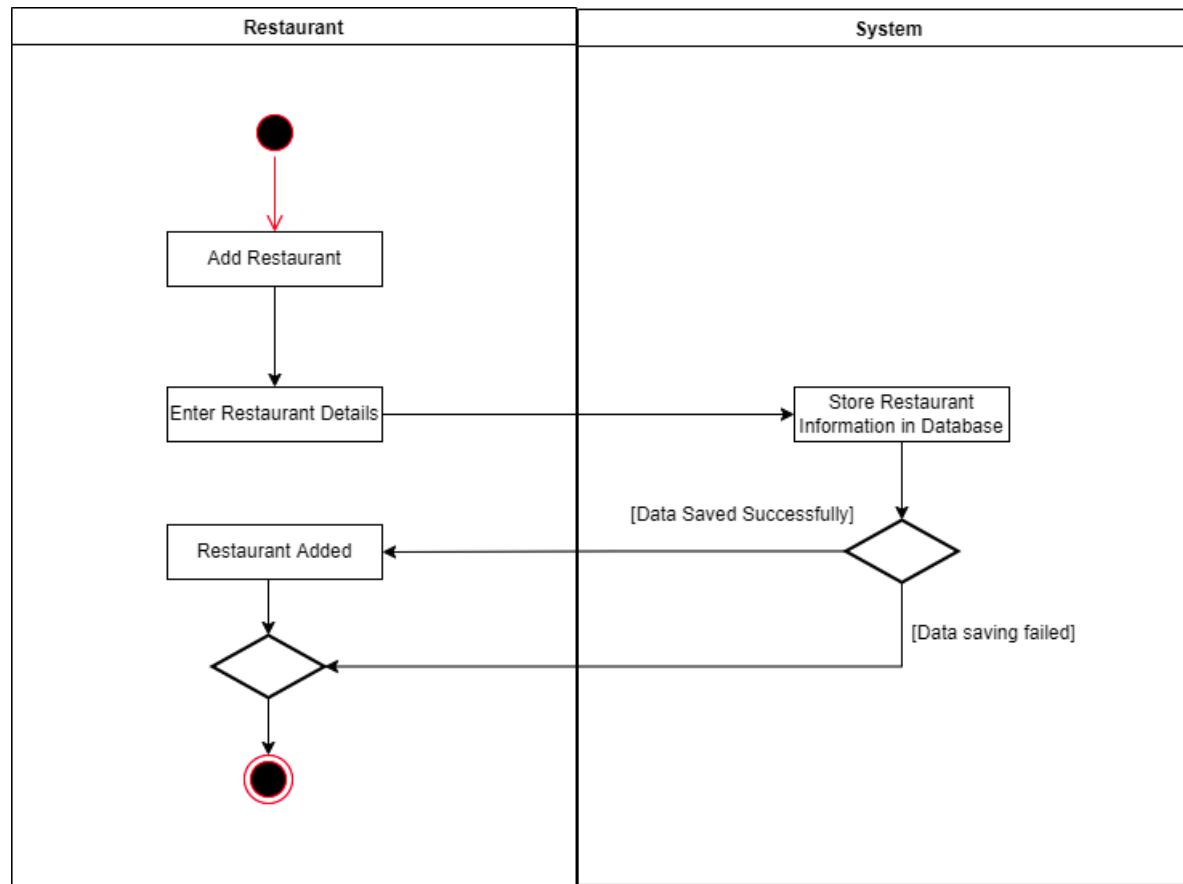 Restaurant
System
Add Restaurant
Enter Restaurant Details
Store Restaurant
Information in Database
[Data Saved Successfully]
Restaurant Added
[Data saving failed]